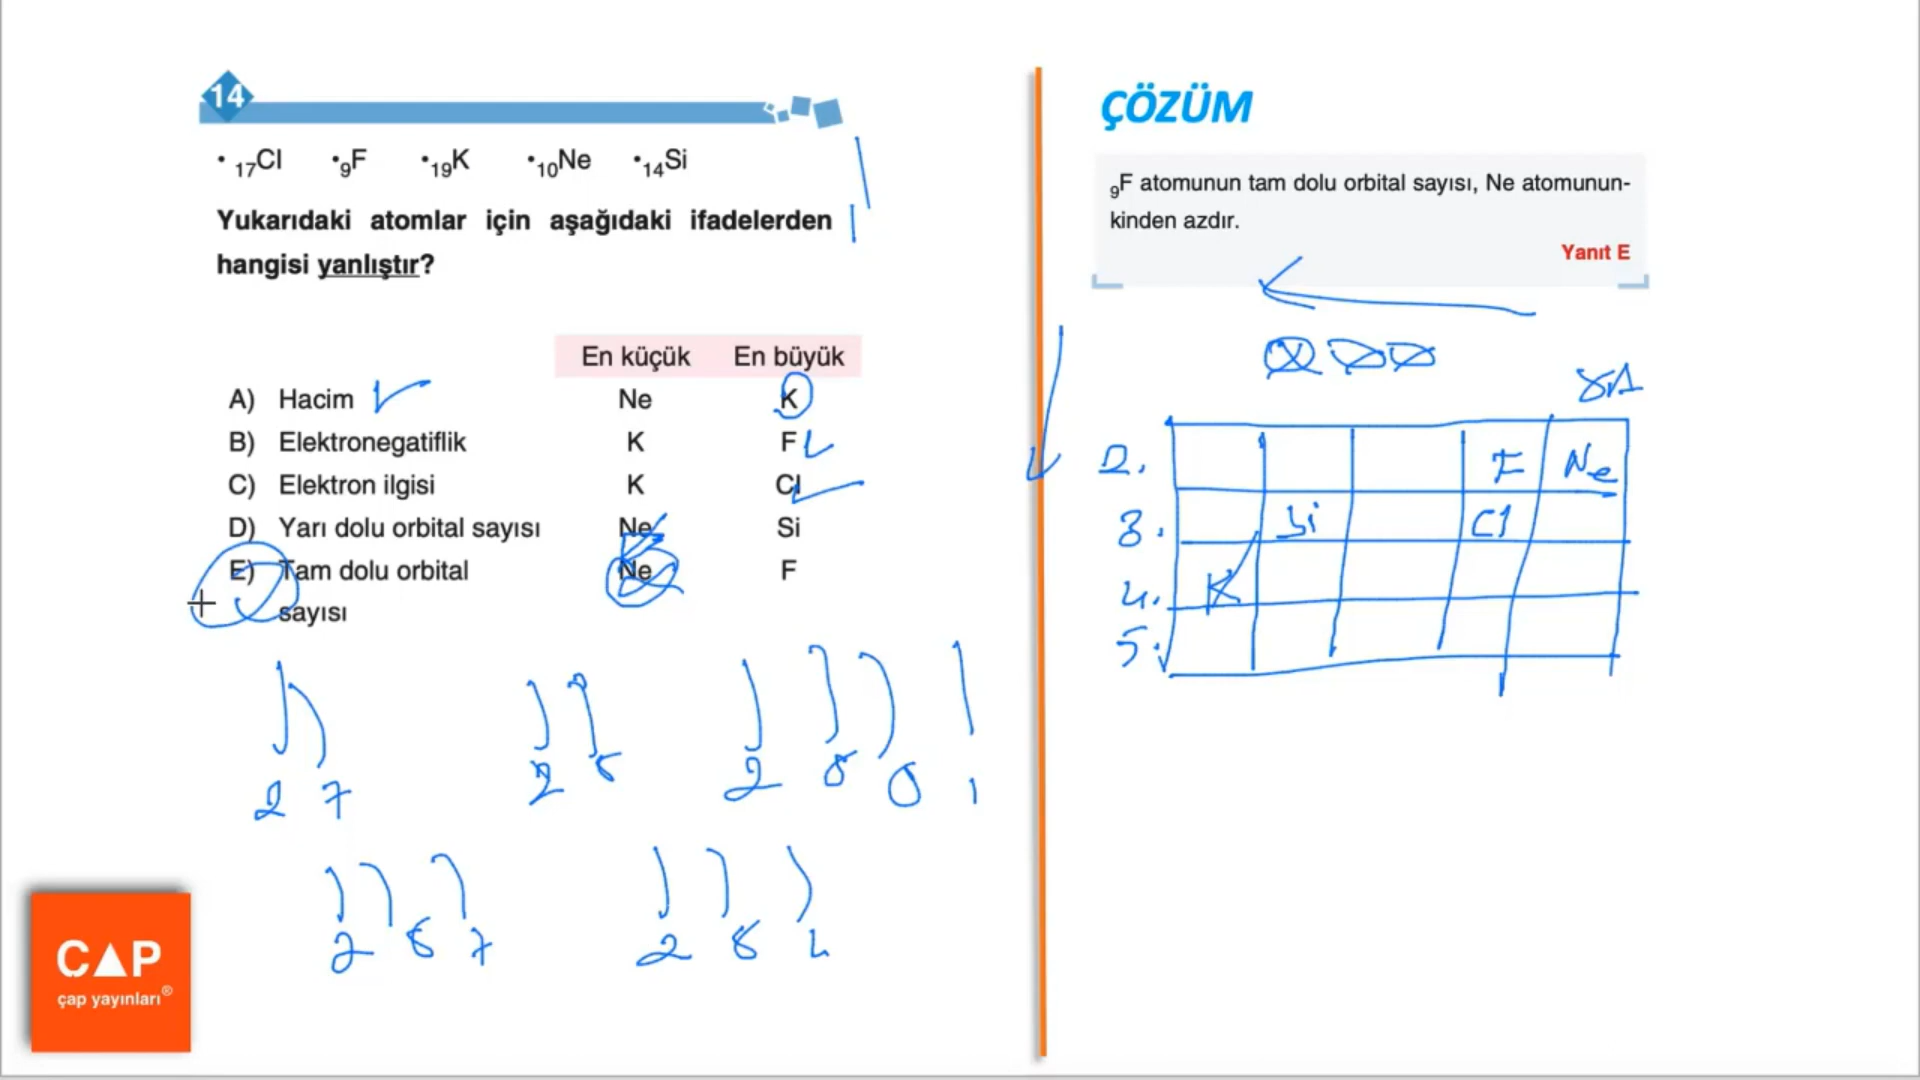 14
• 17Cl •9F •19K •10Ne •14Si
Yukarıdaki atomlar için aşağıdaki ifadelerden
hangisi yanlıştır?
En küçük En büyük
A) Hacim Ne K
B) Elektronegatiflik K F
C) Elektron ilgisi K Cl
D) Yarı dolu orbital sayısı Ne Si
E) Tam dolu orbital Ne F
sayısı
2 7
2 8
2 8 8 1
2 8 7
2 8 4
CAP
çap yayınları®
ÇÖZÜM
9F atomunun tam dolu orbital sayısı, Ne atomunun-
kinden azdır.
Yanıt E
8A
2. F Ne
3. Si Cl
4. K
5.